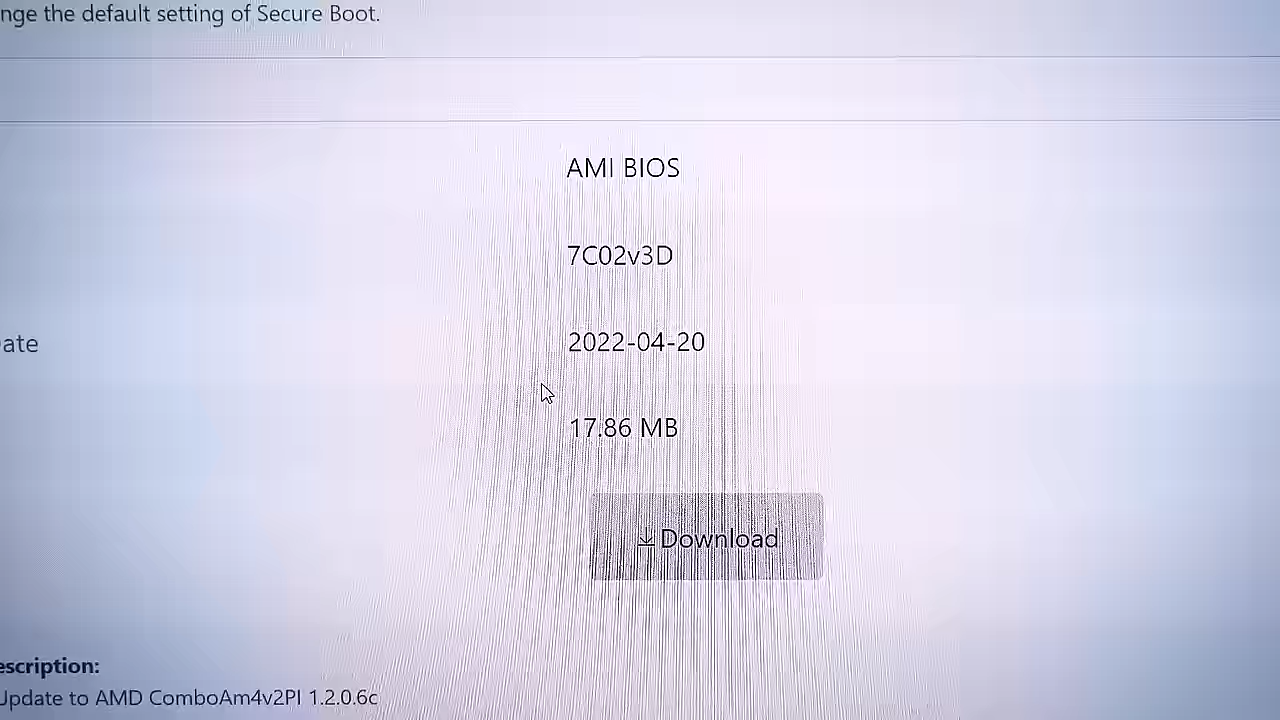 nge the default setting of Secure Boot.
AMI BIOS
7C02v3D
ate
2022-04-20
17.86 MB
Download
escription:
Update to AMD ComboAm4v2PI 1.2.0.6c